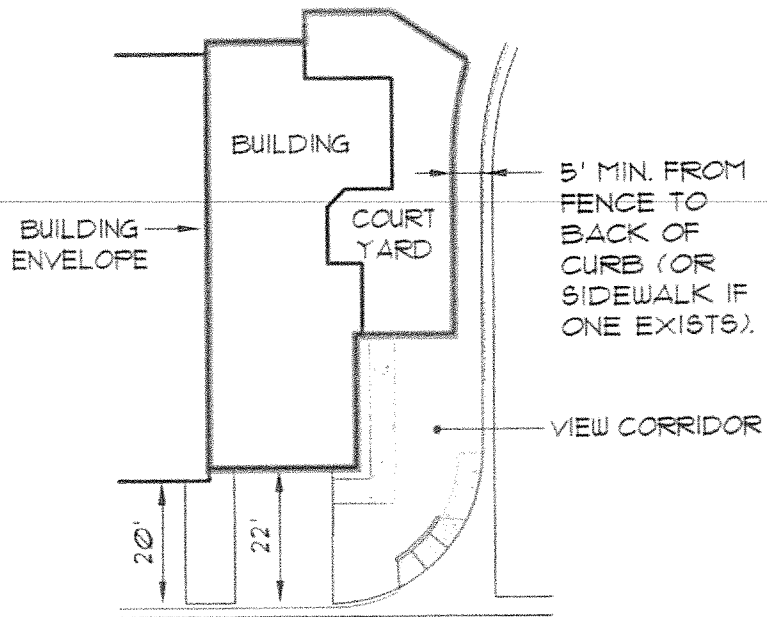 BUILDING
5' MIN. FROM
FENCE TO
BACK OF
CURB (OR
SIDEWALK IF
ONE EXISTS).
BUILDING
ENVELOPE
COURT
YARD
VIEW CORRIDOR
20'
22'